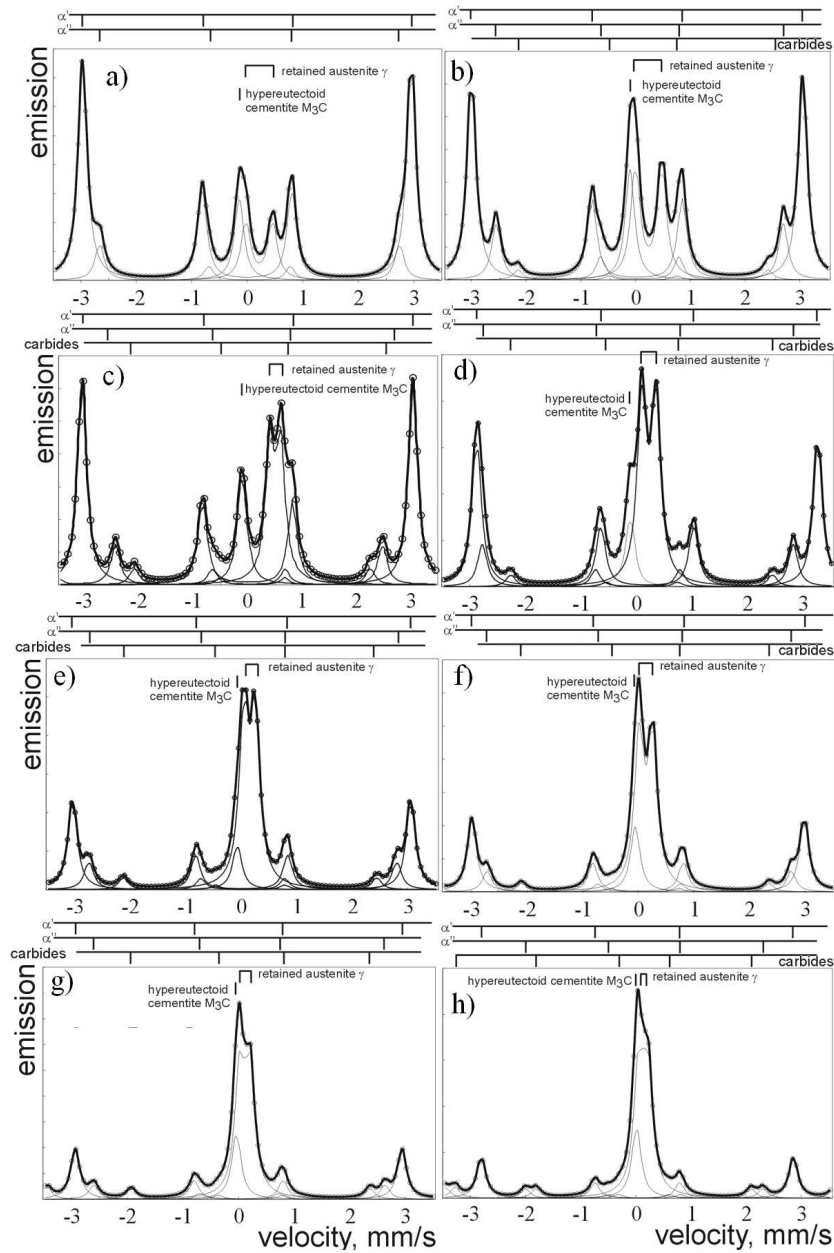 α'
α''
a)
emission
retained austenite γ
hypereutectoid
cementite M₃C
-3 -2 -1 0 1 2 3
α'
α''
carbides
b)
retained austenite γ
hypereutectoid
cementite M₃C
-3 -2 -1 0 1 2 3
α'
α''
carbides
c)
emission
retained austenite γ
hypereutectoid cementite M₃C
-3 -2 -1 0 1 2 3
α'
α''
carbides
d)
retained austenite γ
hypereutectoid
cementite M₃C
-3 -2 -1 0 1 2 3
α'
α''
carbides
e)
emission
retained austenite γ
hypereutectoid
cementite M₃C
-3 -2 -1 0 1 2 3
α'
α''
carbides
f)
retained austenite γ
hypereutectoid
cementite M₃C
-3 -2 -1 0 1 2 3
α'
α''
carbides
g)
emission
retained austenite γ
hypereutectoid
cementite M₃C
-3 -2 -1 0 1 2 3
velocity, mm/s
α'
α''
carbides
h)
hypereutectoid cementite M₃C
retained austenite γ
-3 -2 -1 0 1 2 3
velocity, mm/s